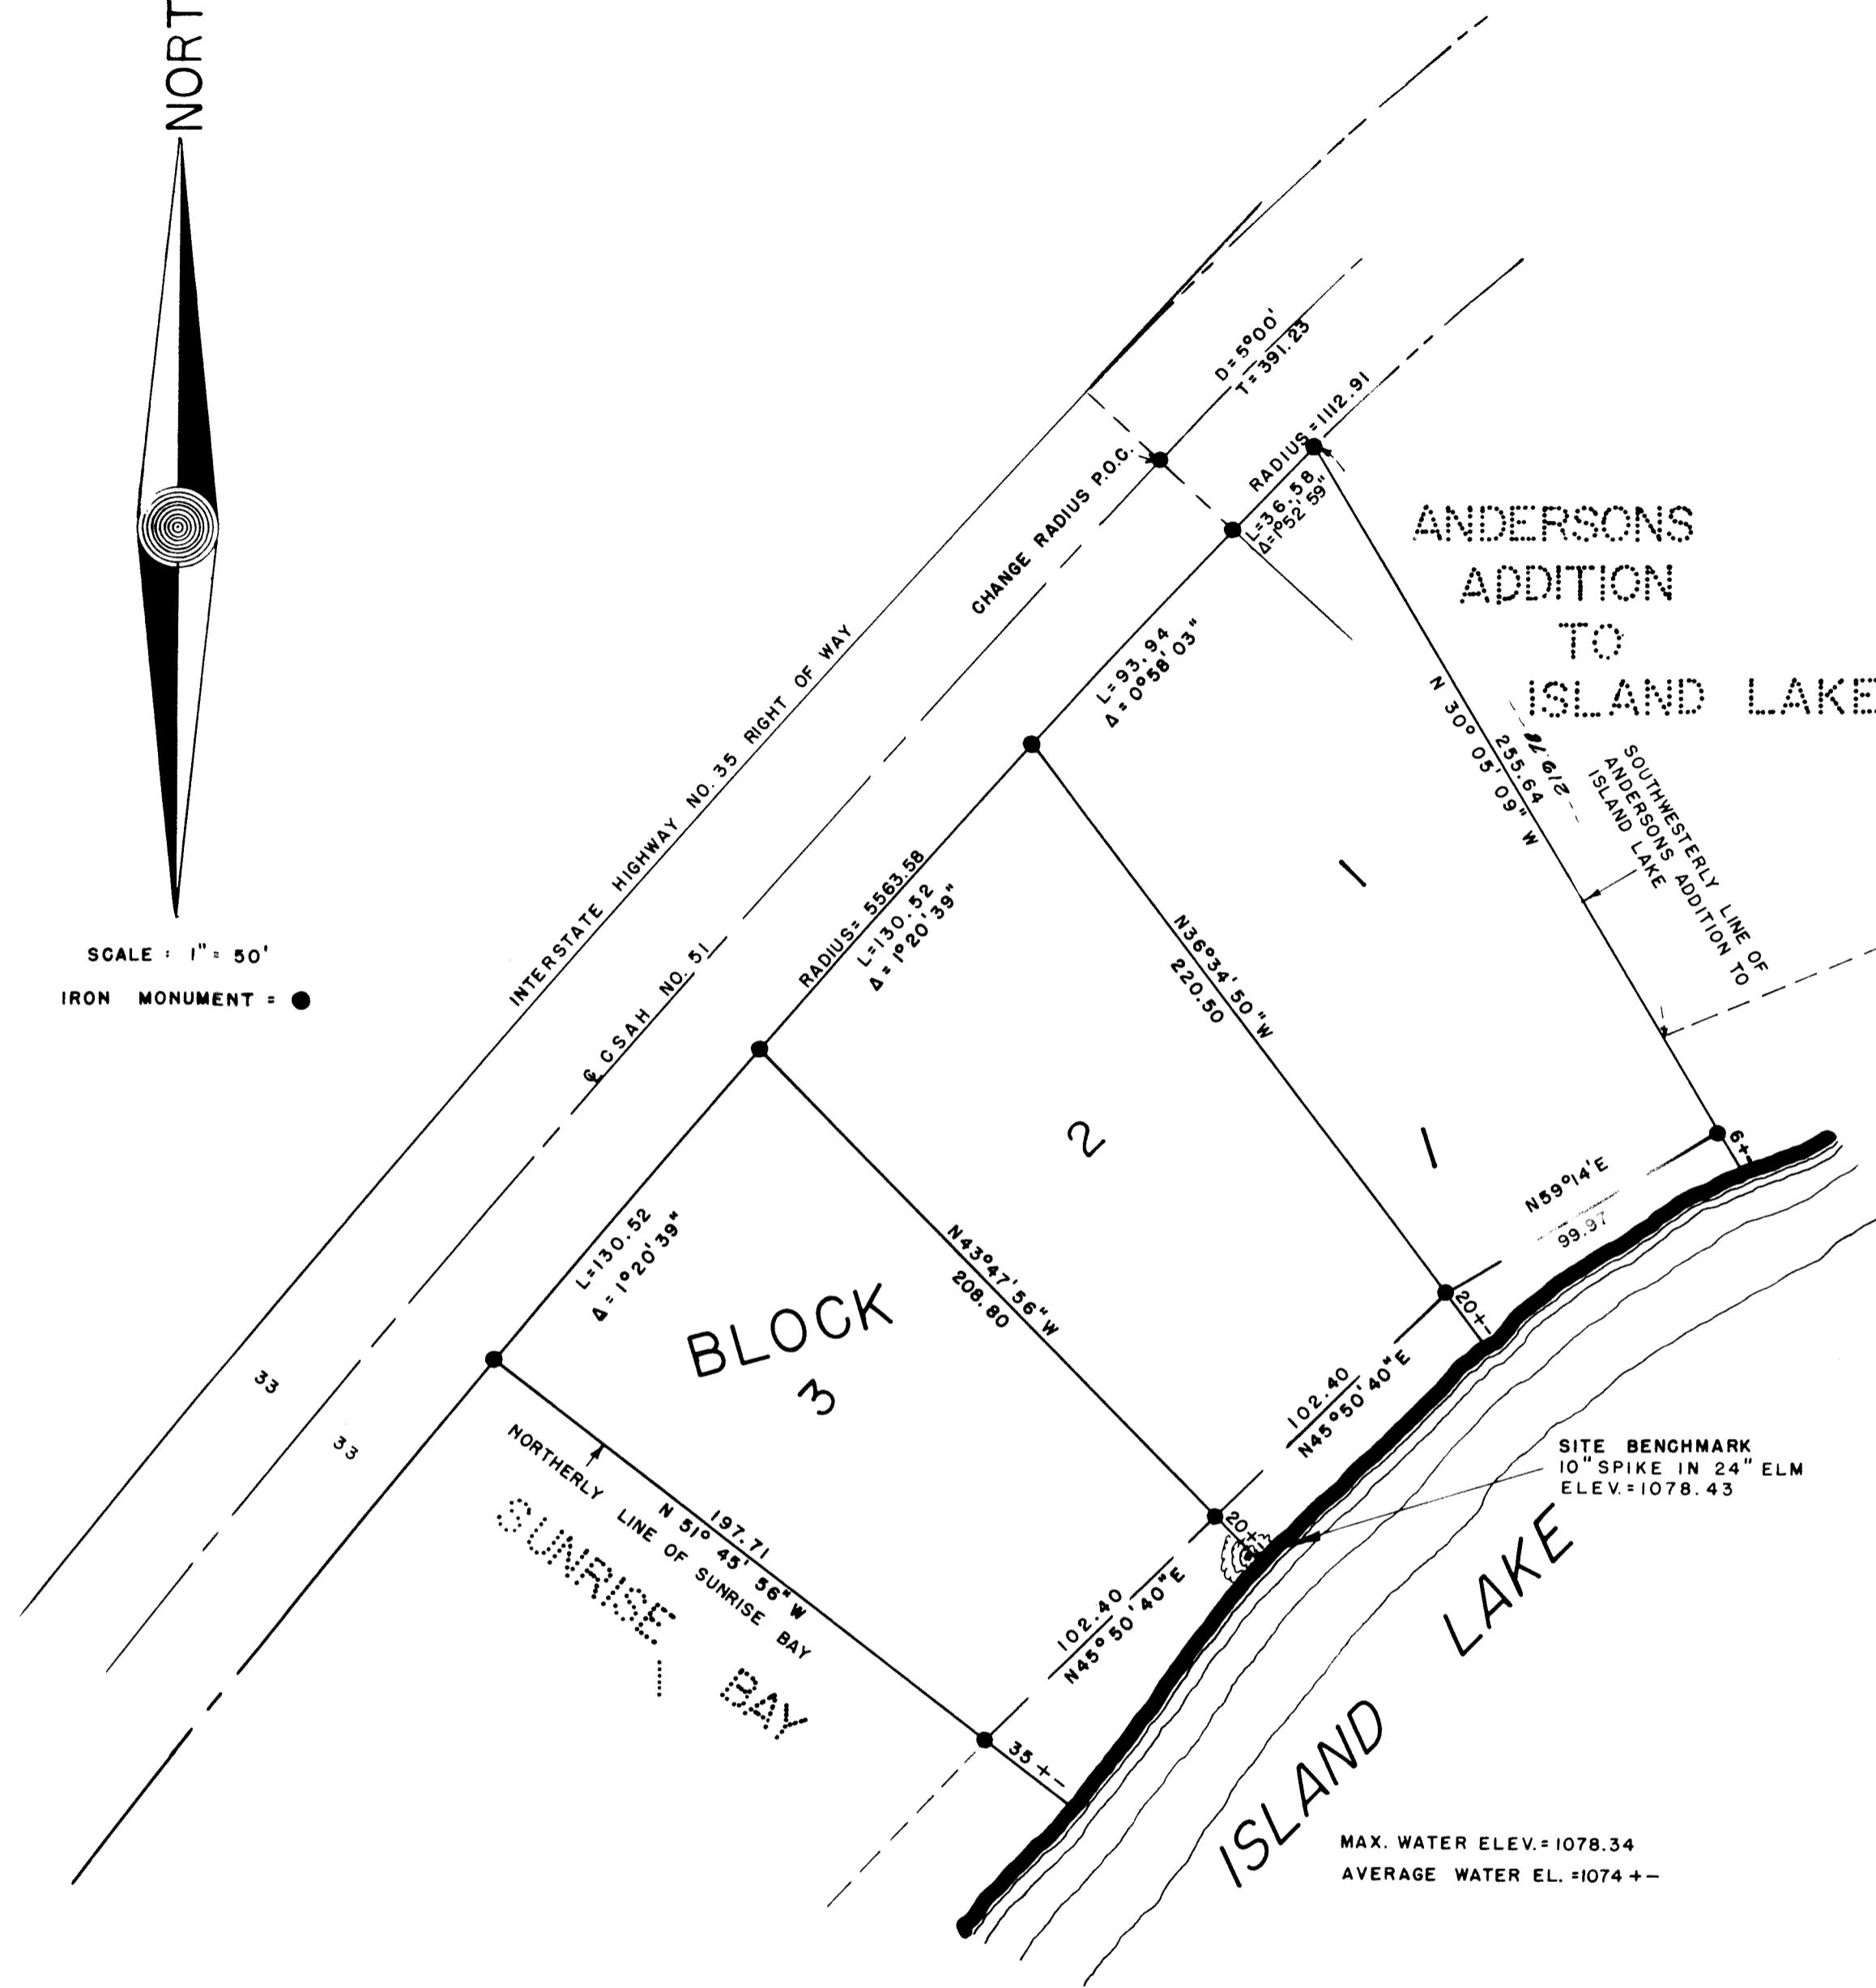 NORT
SCALE : 1" = 50'
IRON MONUMENT = ●
INTERSTATE HIGHWAY NO. 35 RIGHT OF WAY
℄ CSAH NO. 51
CHANGE RADIUS P.O.C.
D = 5°00'
T = 391.23
RADIUS = 1112.91
L=36.58
Δ=1°52'59"
L=93.94
Δ = 0°58'03"
RADIUS= 5563.58
L=130.52
Δ = 1°20'39"
L=130.52
Δ = 1°20'39"
ANDERSONS
ADDITION
TO
ISLAND LAKE
N 30° 05' 09" W
255.64
219.78
SOUTHWESTERLY LINE OF
ANDERSONS ADDITION TO
ISLAND LAKE
1
N36°34'50"W
220.50
2
1
6+-
N59°14'E
99.97
20+-
N43°47'56"W
208.80
BLOCK
3
102.40
N45°50'40"E
33
33
NORTHERLY LINE OF SUNRISE BAY
197.71
N 51° 45' 56" W
SUNRISE
BAY
1
20+-
SITE BENCHMARK
10" SPIKE IN 24" ELM
ELEV.=1078.43
102.40
N45°50'40"E
35+-
ISLAND LAKE
MAX. WATER ELEV.=1078.34
AVERAGE WATER EL. =1074 +-